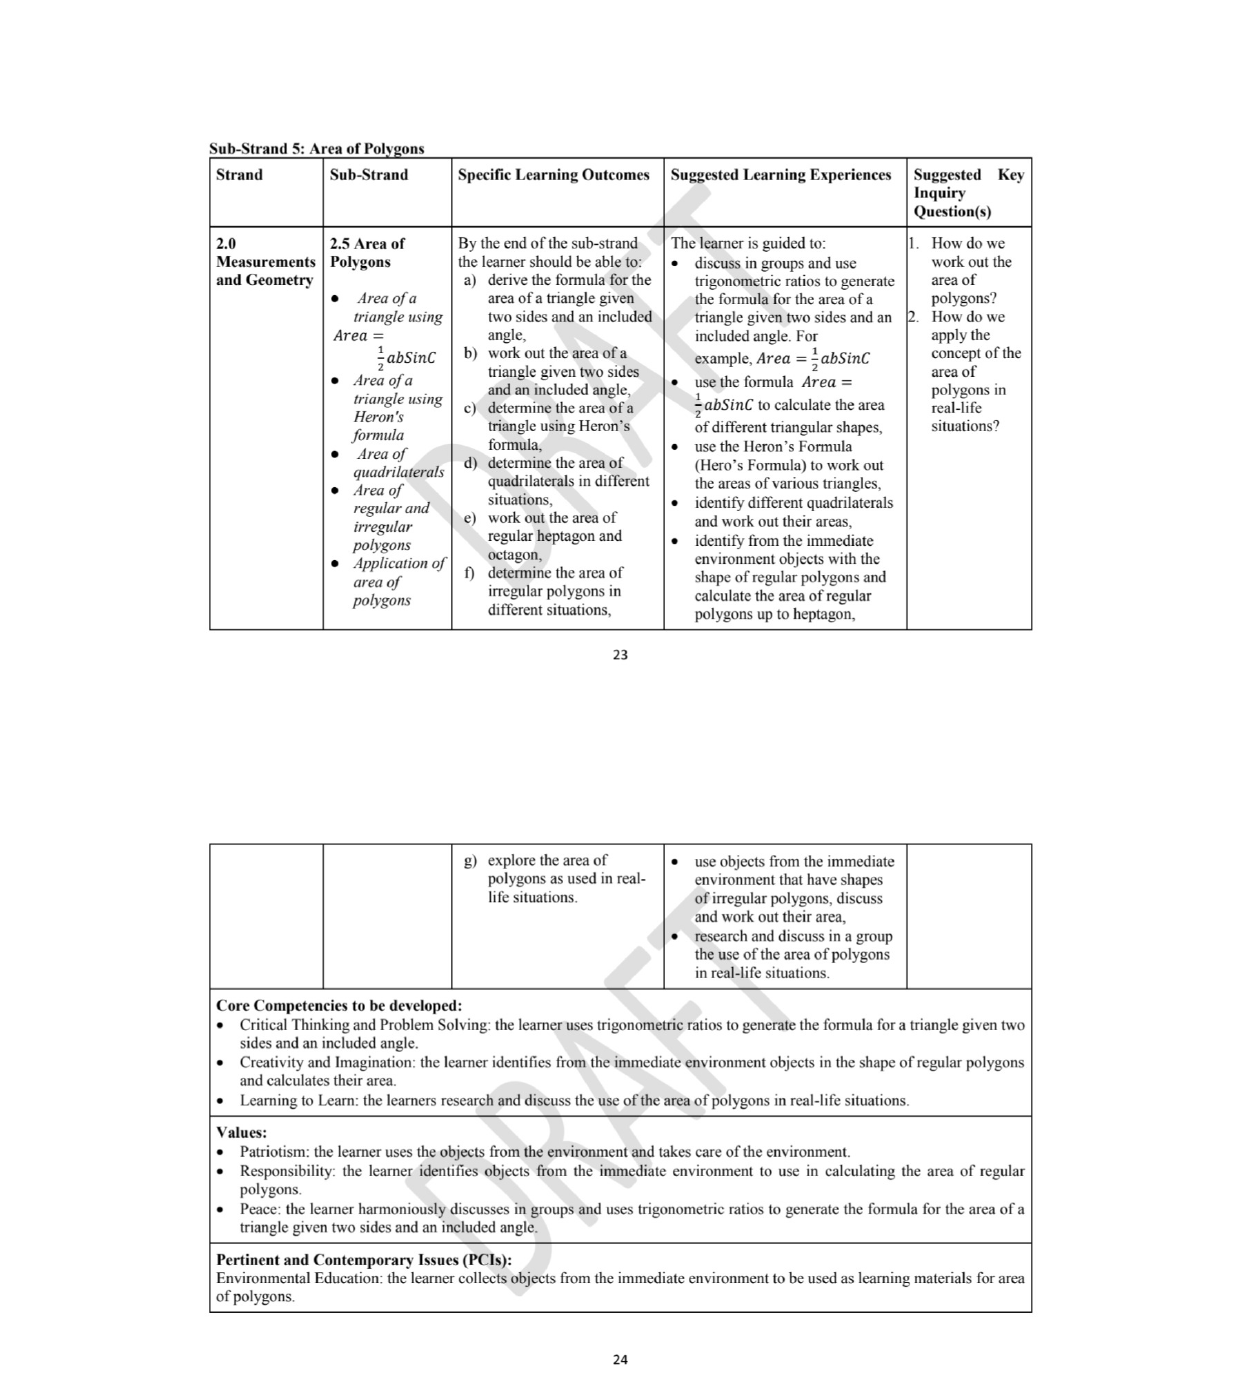 Sub-Strand 5: Area of Polygons
Strand
Sub-Strand
Specific Learning Outcomes
Suggested Learning Experiences
Suggested Key
Inquiry
Question(s)
2.0
Measurements
and Geometry
2.5 Area of
Polygons
• Area of a
triangle using
Area =
1/2 abSinC
• Area of a
triangle using
Heron's
formula
• Area of
quadrilaterals
• Area of
regular and
irregular
polygons
• Application of
area of
polygons
By the end of the sub-strand
the learner should be able to:
a) derive the formula for the
area of a triangle given
two sides and an included
angle,
b) work out the area of a
triangle given two sides
and an included angle,
c) determine the area of a
triangle using Heron's
formula,
d) determine the area of
quadrilaterals in different
situations,
e) work out the area of
regular heptagon and
octagon,
f) determine the area of
irregular polygons in
different situations,
The learner is guided to:
• discuss in groups and use
trigonometric ratios to generate
the formula for the area of a
triangle given two sides and an
included angle. For
example, Area = 1/2 abSinC
• use the formula Area =
1/2 abSinC to calculate the area
of different triangular shapes,
• use the Heron's Formula
(Hero's Formula) to work out
the areas of various triangles,
• identify different quadrilaterals
and work out their areas,
• identify from the immediate
environment objects with the
shape of regular polygons and
calculate the area of regular
polygons up to heptagon,
1. How do we
work out the
area of
polygons?
2. How do we
apply the
concept of the
area of
polygons in
real-life
situations?
DRAFT
23
g) explore the area of
polygons as used in real-
life situations.
• use objects from the immediate
environment that have shapes
of irregular polygons, discuss
and work out their area,
• research and discuss in a group
the use of the area of polygons
in real-life situations.
Core Competencies to be developed:
• Critical Thinking and Problem Solving: the learner uses trigonometric ratios to generate the formula for a triangle given two
sides and an included angle.
• Creativity and Imagination: the learner identifies from the immediate environment objects in the shape of regular polygons
and calculates their area.
• Learning to Learn: the learners research and discuss the use of the area of polygons in real-life situations.
Values:
• Patriotism: the learner uses the objects from the environment and takes care of the environment.
• Responsibility: the learner identifies objects from the immediate environment to use in calculating the area of regular
polygons.
• Peace: the learner harmoniously discusses in groups and uses trigonometric ratios to generate the formula for the area of a
triangle given two sides and an included angle.
Pertinent and Contemporary Issues (PCIs):
Environmental Education: the learner collects objects from the immediate environment to be used as learning materials for area
of polygons.
DRAFT
24